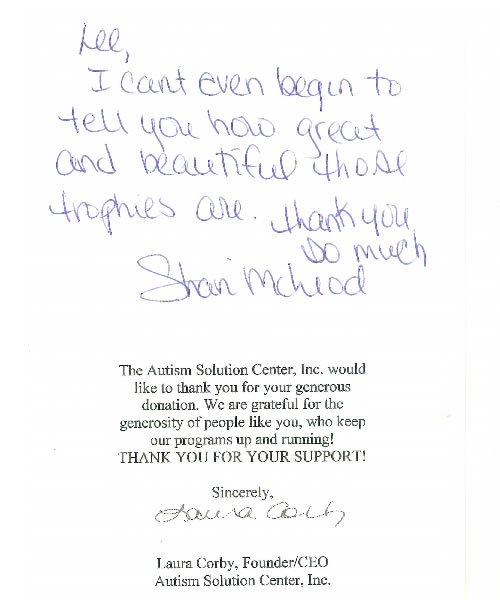 Lee,
I cant even begin to
tell you how great
and beautiful those
trophies are. thank you
so much
Shari McLeod
The Autism Solution Center, Inc. would
like to thank you for your generous
donation. We are grateful for the
generosity of people like you, who keep
our programs up and running!
THANK YOU FOR YOUR SUPPORT!
Sincerely,
Laura Corby
Laura Corby, Founder/CEO
Autism Solution Center, Inc.